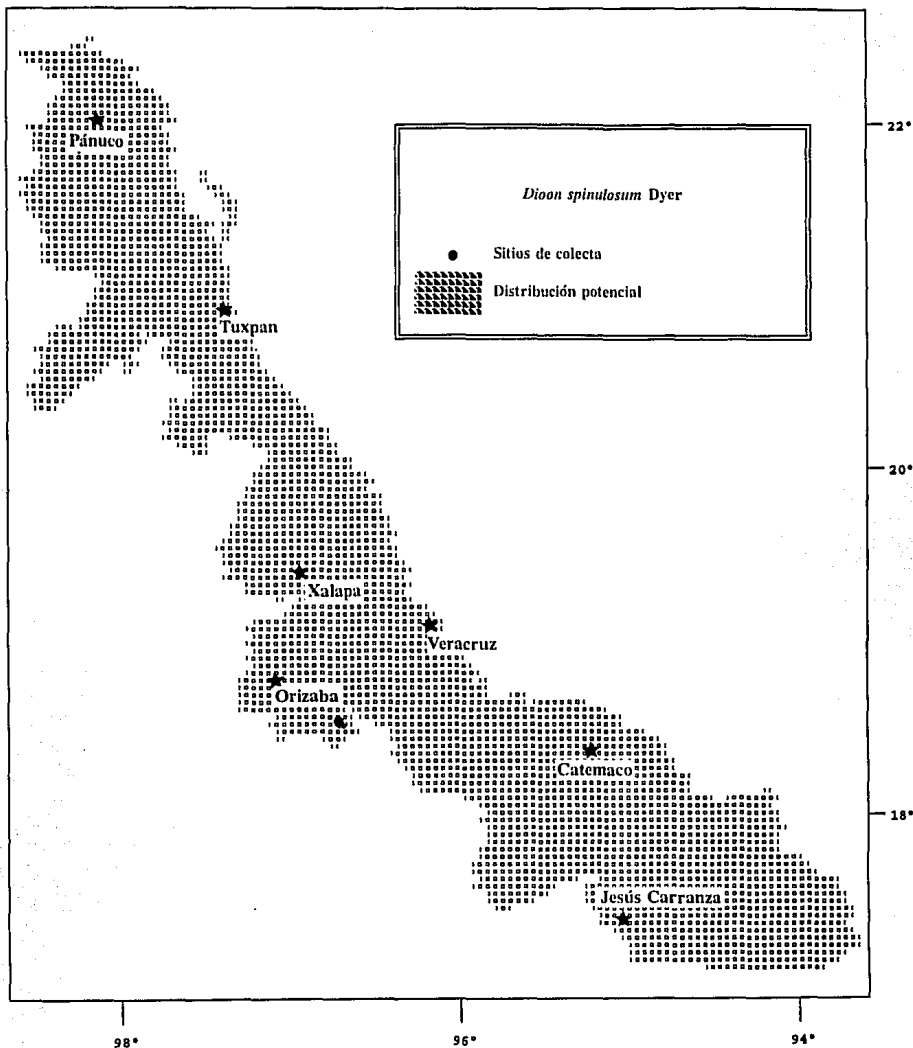 22°
Pánuco
Dioon spinulosum Dyer
Sitios de colecta
Distribución potencial
Tuxpan
20°
Xalapa
Veracruz
Orizaba
Catemaco
18°
Jesús Carranza
98°
96°
94°